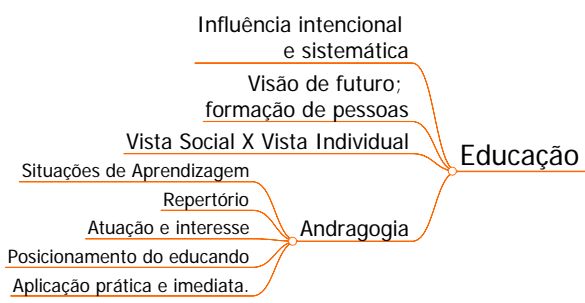 Influência intencional
e sistemática
Visão de futuro;
formação de pessoas
Vista Social X Vista Individual
Educação
Situações de Aprendizagem
Repertório
Atuação e interesse
Andragogia
Posicionamento do educando
Aplicação prática e imediata.